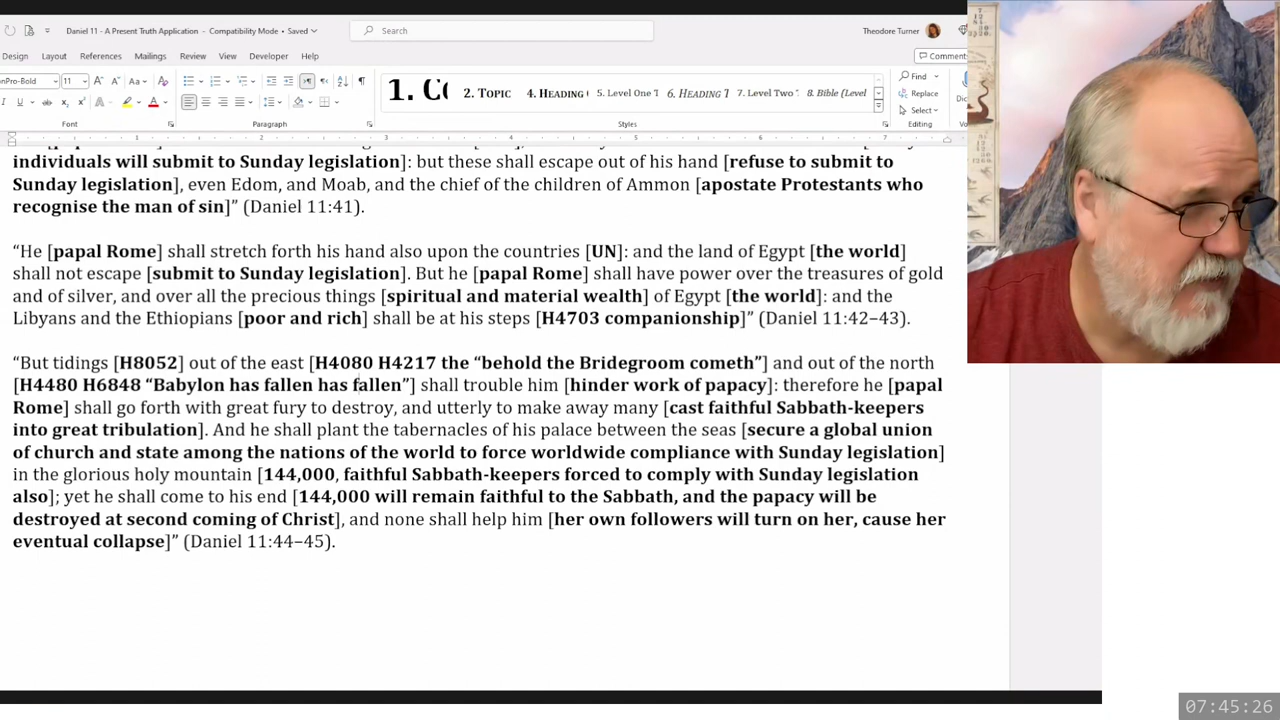 Daniel 11 - A Present Truth Application - Compatibility Mode • Saved
Search
Theodore Turner
Design Layout References Mailings Review View Developer Help
Comment
nPro-Bold 11
1. Co
2. TOPIC
4. HEADING
5. Level One 'I
6. HEADING T
7. Level Two '
8. Bible (Level
Find
Replace
Select
Font Paragraph Styles Editing
1 2 3 4 5 6 7
individuals will submit to Sunday legislation]: but these shall escape out of his hand [refuse to submit to
Sunday legislation], even Edom, and Moab, and the chief of the children of Ammon [apostate Protestants who
recognise the man of sin]” (Daniel 11:41).
“He [papal Rome] shall stretch forth his hand also upon the countries [UN]: and the land of Egypt [the world]
shall not escape [submit to Sunday legislation]. But he [papal Rome] shall have power over the treasures of gold
and of silver, and over all the precious things [spiritual and material wealth] of Egypt [the world]: and the
Libyans and the Ethiopians [poor and rich] shall be at his steps [H4703 companionship]” (Daniel 11:42–43).
“But tidings [H8052] out of the east [H4080 H4217 the “behold the Bridegroom cometh”] and out of the north
[H4480 H6848 “Babylon has fallen has fallen”] shall trouble him [hinder work of papacy]: therefore he [papal
Rome] shall go forth with great fury to destroy, and utterly to make away many [cast faithful Sabbath-keepers
into great tribulation]. And he shall plant the tabernacles of his palace between the seas [secure a global union
of church and state among the nations of the world to force worldwide compliance with Sunday legislation]
in the glorious holy mountain [144,000, faithful Sabbath-keepers forced to comply with Sunday legislation
also]; yet he shall come to his end [144,000 will remain faithful to the Sabbath, and the papacy will be
destroyed at second coming of Christ], and none shall help him [her own followers will turn on her, cause her
eventual collapse]” (Daniel 11:44–45).
07:45:26